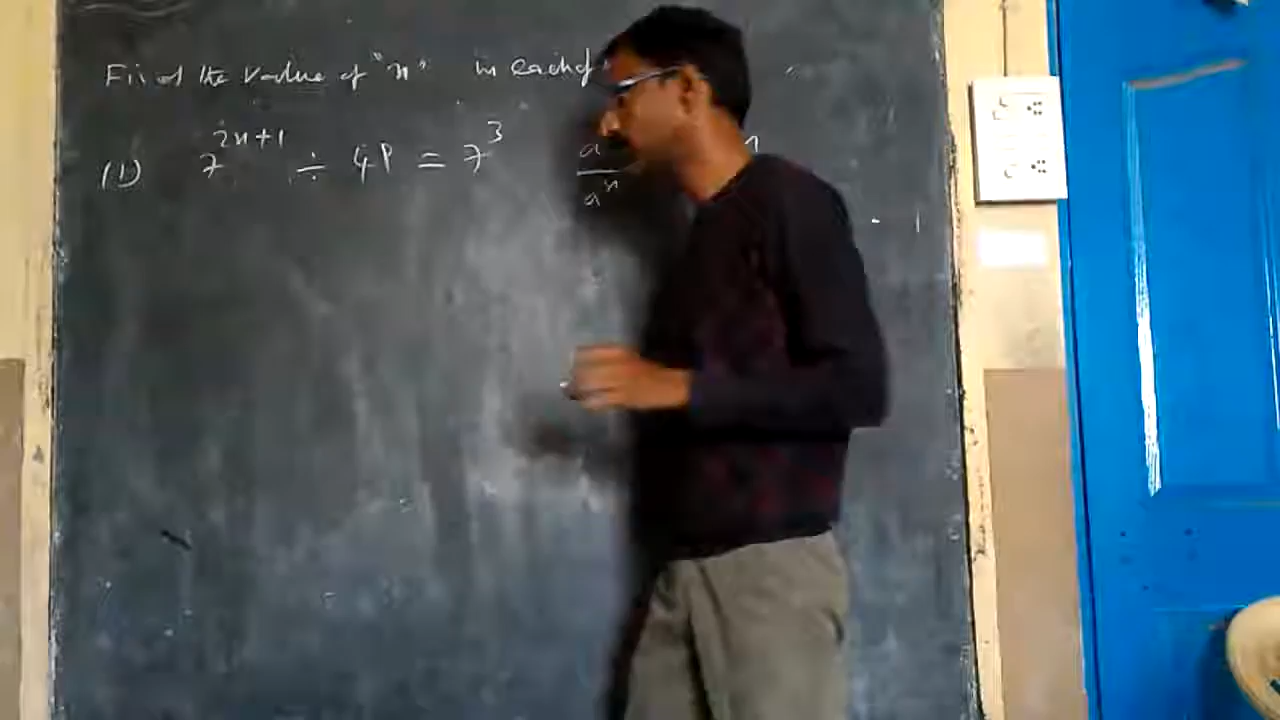 Find the value of "n" in each of
(1) 7^{2n+1} ÷ 49 = 7^3
a / a^n n